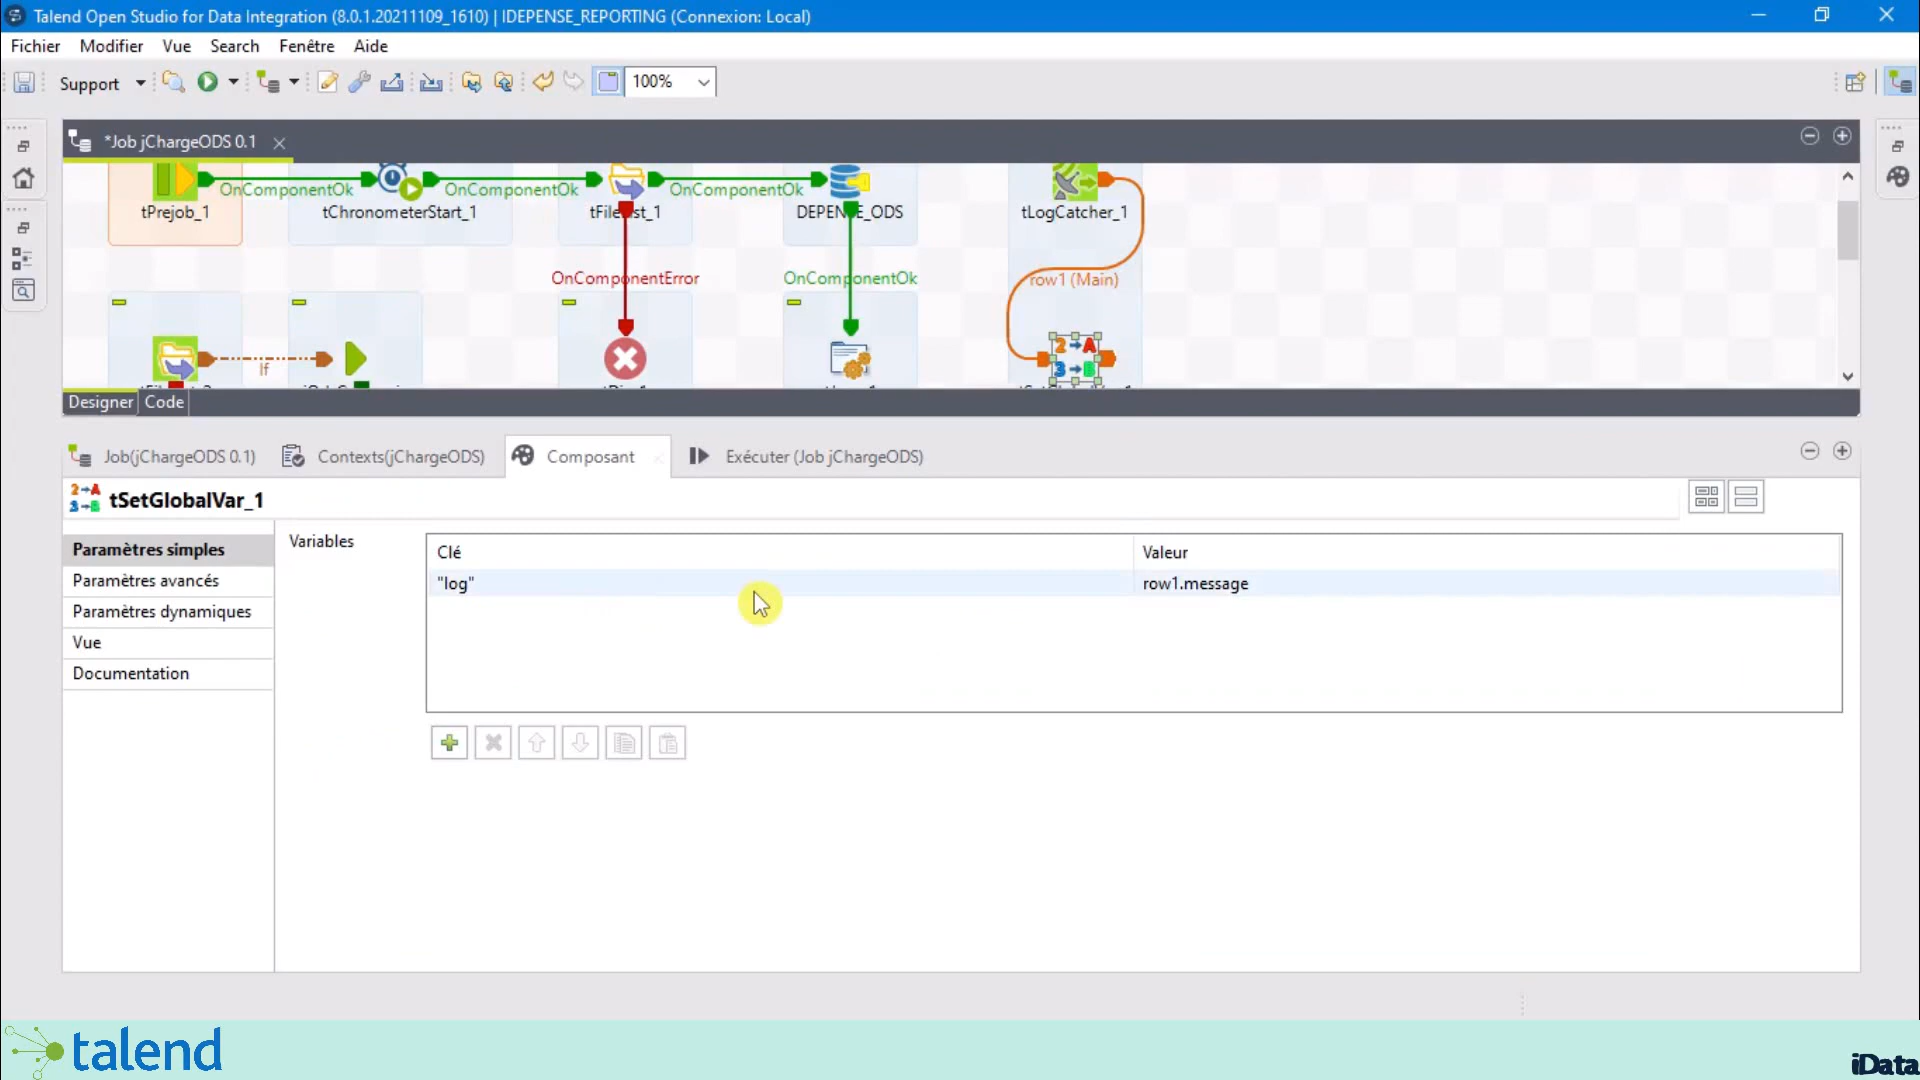 Talend Open Studio for Data Integration (8.0.1.20211109_1610) | IDEPENSE_REPORTING (Connexion: Local)
Fichier Modifier Vue Search Fenêtre Aide
Support 100%
*Job jChargeODS 0.1
OnComponentOk OnComponentOk OnComponentOk
tPrejob_1 tChronometerStart_1 DEPENSE_ODS tLogCatcher_1
OnComponentError OnComponentOk row1 (Main)
If
Designer Code
Job(jChargeODS 0.1) Contexts(jChargeODS) Composant Exécuter (Job jChargeODS)
tSetGlobalVar_1
Paramètres simples
Paramètres avancés
Paramètres dynamiques
Vue
Documentation
Variables
Clé Valeur
"log" row1.message
talend
iData